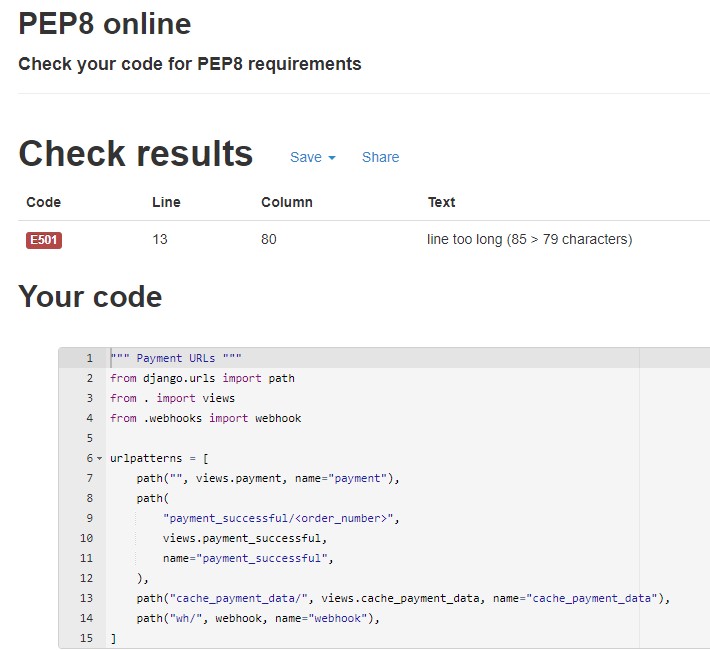 PEP8 online
Check your code for PEP8 requirements
Check results Save Share
Code Line Column Text
E501 13 80 line too long (85 > 79 characters)
Your code
1 """ Payment URLs """
2 from django.urls import path
3 from . import views
4 from .webhooks import webhook
5
6 urlpatterns = [
7     path("", views.payment, name="payment"),
8     path(
9         "payment_successful/<order_number>",
10         views.payment_successful,
11         name="payment_successful",
12     ),
13     path("cache_payment_data/", views.cache_payment_data, name="cache_payment_data"),
14     path("wh/", webhook, name="webhook"),
15 ]